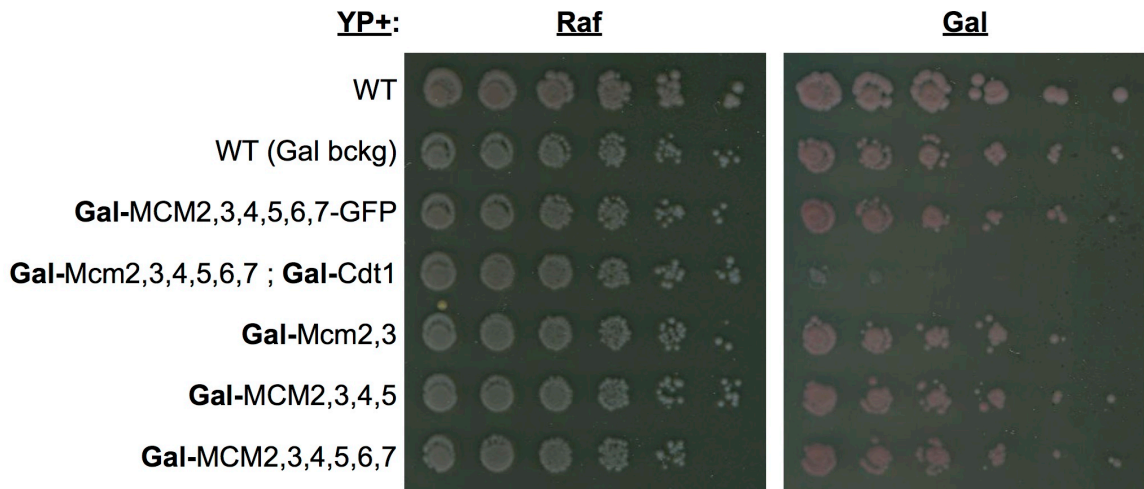 YP+: Raf Gal
WT
WT (Gal bckg)
Gal-MCM2,3,4,5,6,7-GFP
Gal-Mcm2,3,4,5,6,7 ; Gal-Cdt1
Gal-Mcm2,3
Gal-MCM2,3,4,5
Gal-MCM2,3,4,5,6,7